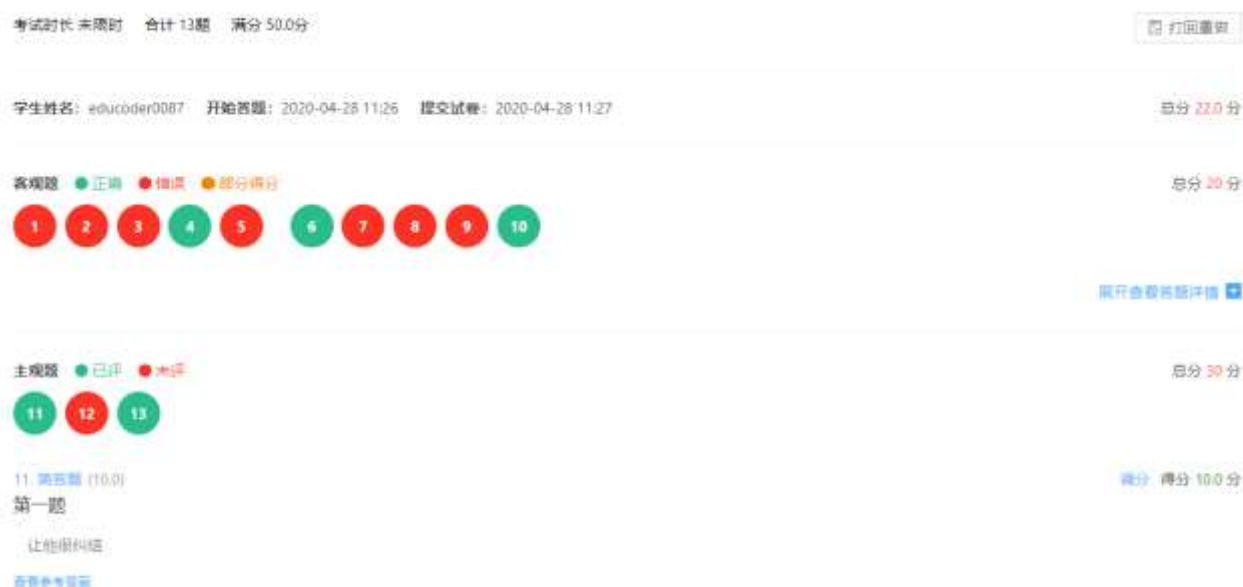 考试时长 未限时 合计 13题 满分 50.0分 打回重做
学生姓名：educoder0087 开始答题：2020-04-28 11:26 提交试卷：2020-04-28 11:27 总分 22.0 分
客观题 正确 错误 部分得分 总分 20 分
1 2 3 4 5 6 7 8 9 10
展开查看答题详情
主观题 已评 未评 总分 30 分
11 12 13
11. 简答题 (10.0) 调分 得分 10.0 分
第一题
让他很纠结
查看参考答案